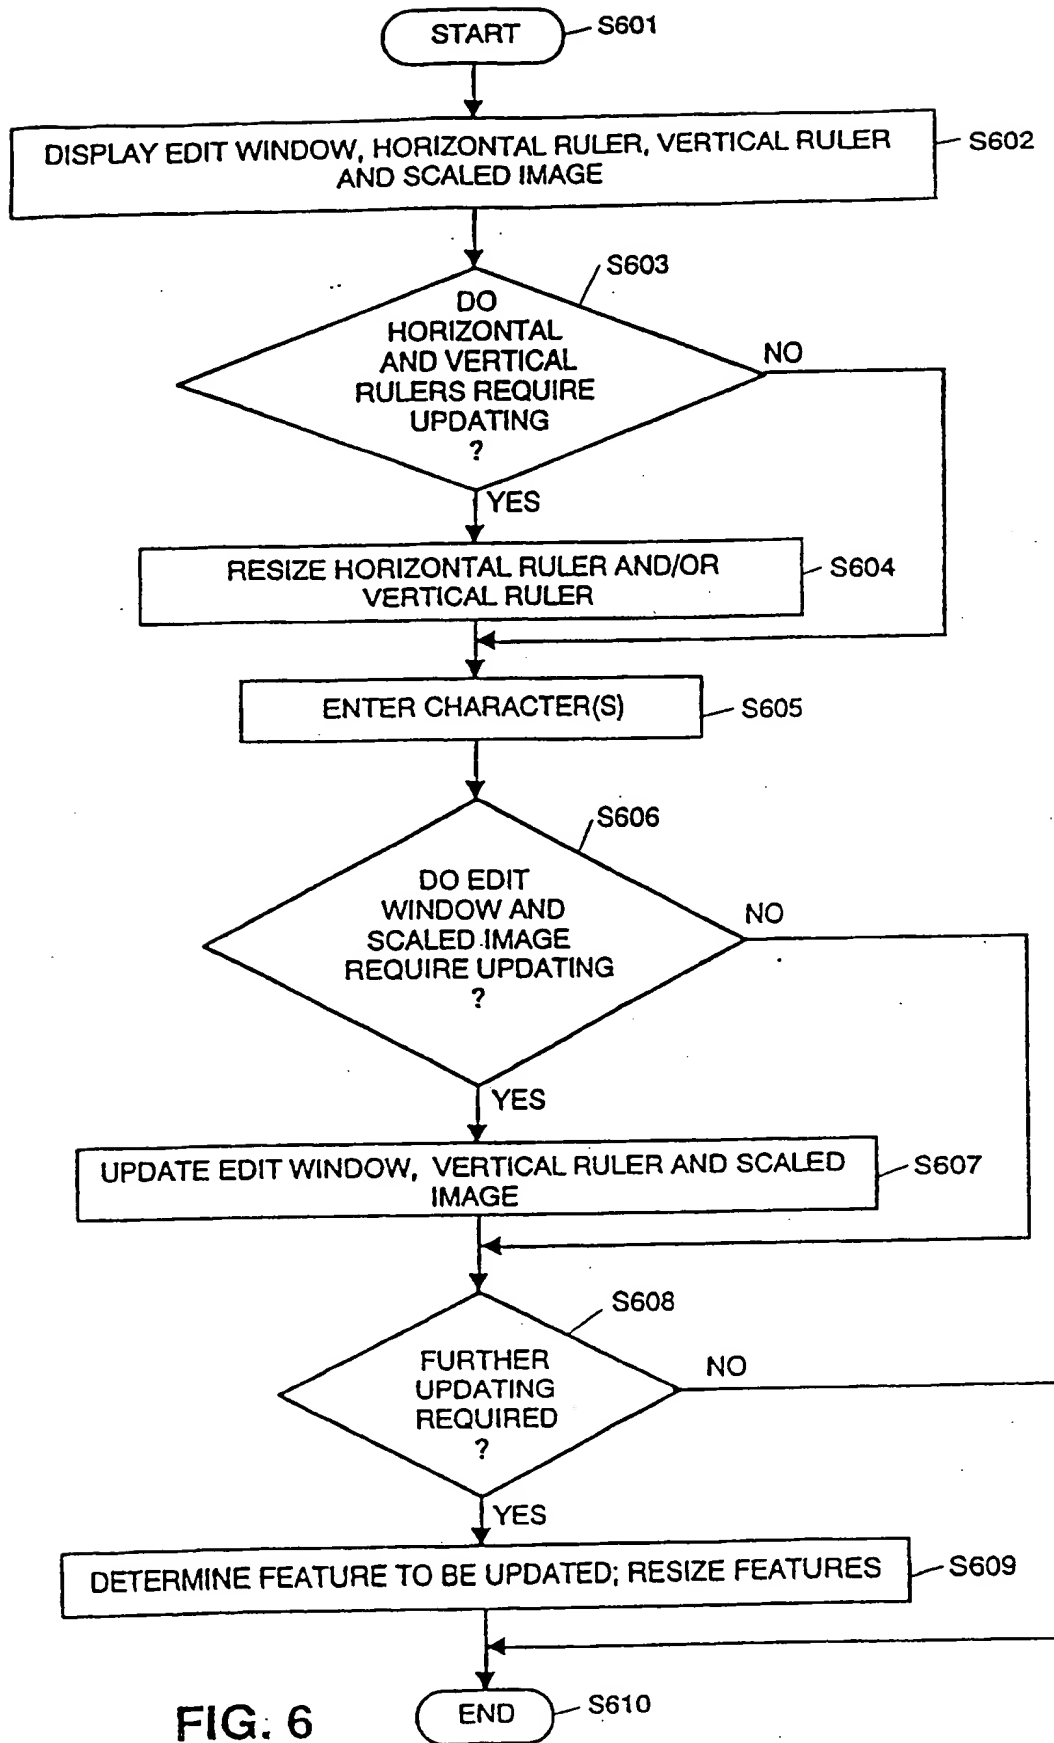 START
S601
DISPLAY EDIT WINDOW, HORIZONTAL RULER, VERTICAL RULER
AND SCALED IMAGE
S602
S603
DO
HORIZONTAL
AND VERTICAL
RULERS REQUIRE
UPDATING
?
NO
YES
RESIZE HORIZONTAL RULER AND/OR
VERTICAL RULER
S604
ENTER CHARACTER(S)
S605
S606
DO EDIT
WINDOW AND
SCALED IMAGE
REQUIRE UPDATING
?
NO
YES
UPDATE EDIT WINDOW, VERTICAL RULER AND SCALED
IMAGE
S607
S608
FURTHER
UPDATING
REQUIRED
?
NO
YES
DETERMINE FEATURE TO BE UPDATED; RESIZE FEATURES
S609
END
S610
FIG. 6